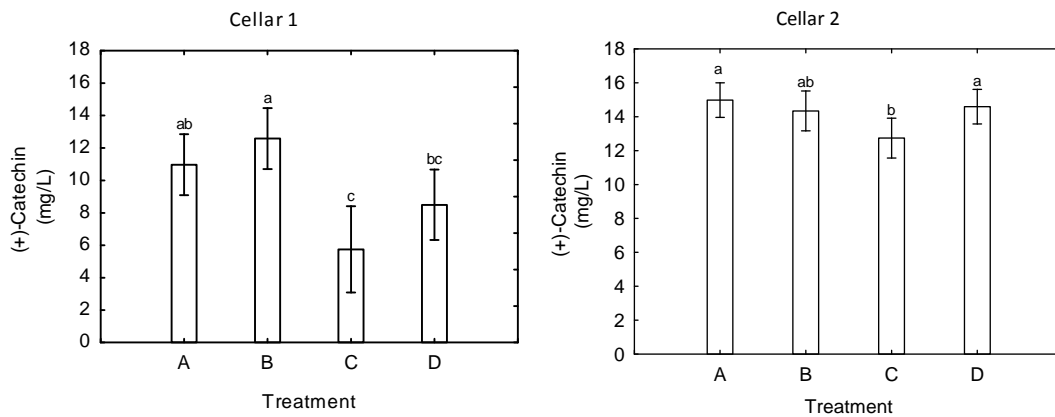 Cellar 1
18
16
14
12
10
8
6
4
2
0
(+)-Catechin
(mg/L)
ab
a
c
bc
A B C D
Treatment
Cellar 2
18
16
14
12
10
8
6
4
2
0
(+)-Catechin
(mg/L)
a
ab
b
a
A B C D
Treatment